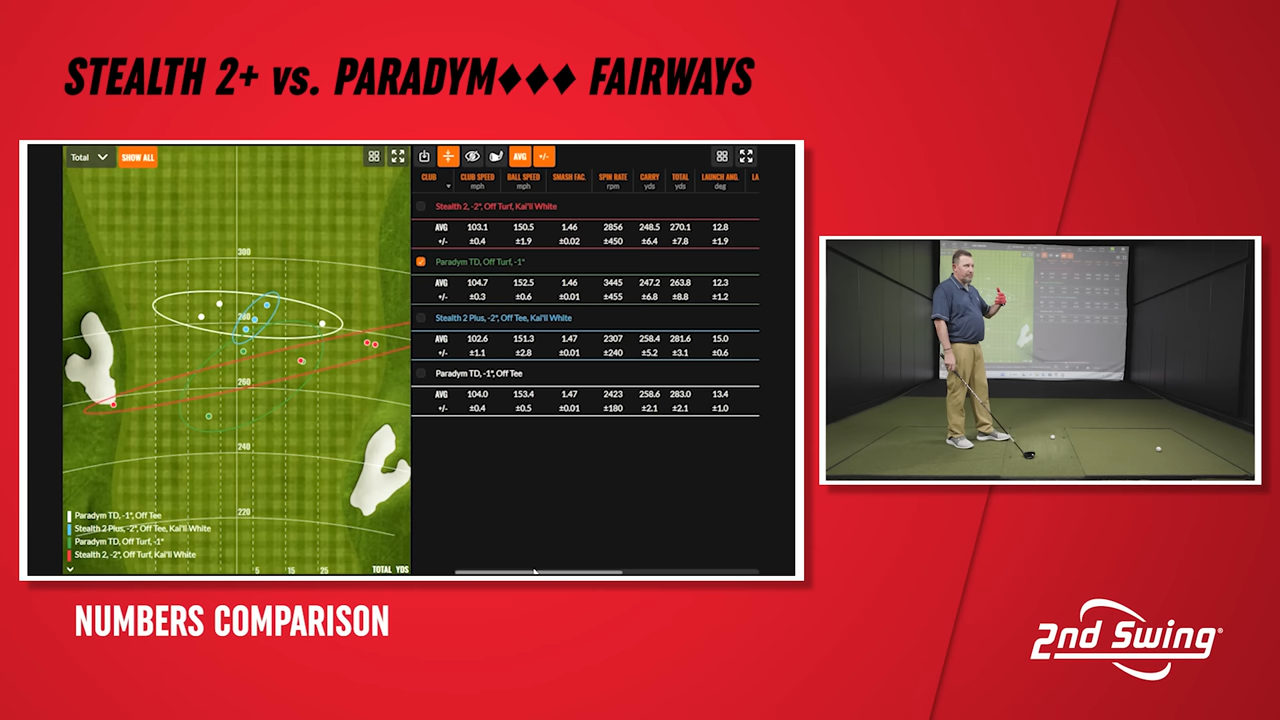 STEALTH 2+ vs. PARADYM♦♦♦ FAIRWAYS
Total SHOW ALL
AVG +/-
CLUB CLUB SPEED BALL SPEED SMASH FAC. SPIN RATE CARRY TOTAL LAUNCH ANG. LA
mph mph rpm yds yds deg
Stealth 2, -2°, Off Turf, Kai'li White
AVG 103.1 150.5 1.46 2856 248.5 270.1 12.8
+/- ±0.4 ±1.9 ±0.02 ±450 ±6.4 ±7.8 ±1.9
Paradym TD, Off Turf, -1°
AVG 104.7 152.5 1.46 3445 247.2 263.8 12.3
+/- ±0.3 ±0.6 ±0.01 ±455 ±6.8 ±8.8 ±1.2
Stealth 2 Plus, -2°, Off Tee, Kai'li White
AVG 102.6 151.3 1.47 2307 258.4 281.6 15.0
+/- ±1.1 ±2.8 ±0.01 ±240 ±5.2 ±3.1 ±0.6
Paradym TD, -1°, Off Tee
AVG 104.0 153.4 1.47 2423 258.6 283.0 13.4
+/- ±0.4 ±0.5 ±0.01 ±180 ±2.1 ±2.1 ±1.0
300
280
260
240
220
Paradym TD, -1°, Off Tee
Stealth 2 Plus, -2°, Off Tee, Kai'li White
Paradym TD, Off Turf, -1°
Stealth 2, -2°, Off Turf, Kai'li White
5 15 25 TOTAL YDS
NUMBERS COMPARISON
2nd Swing®